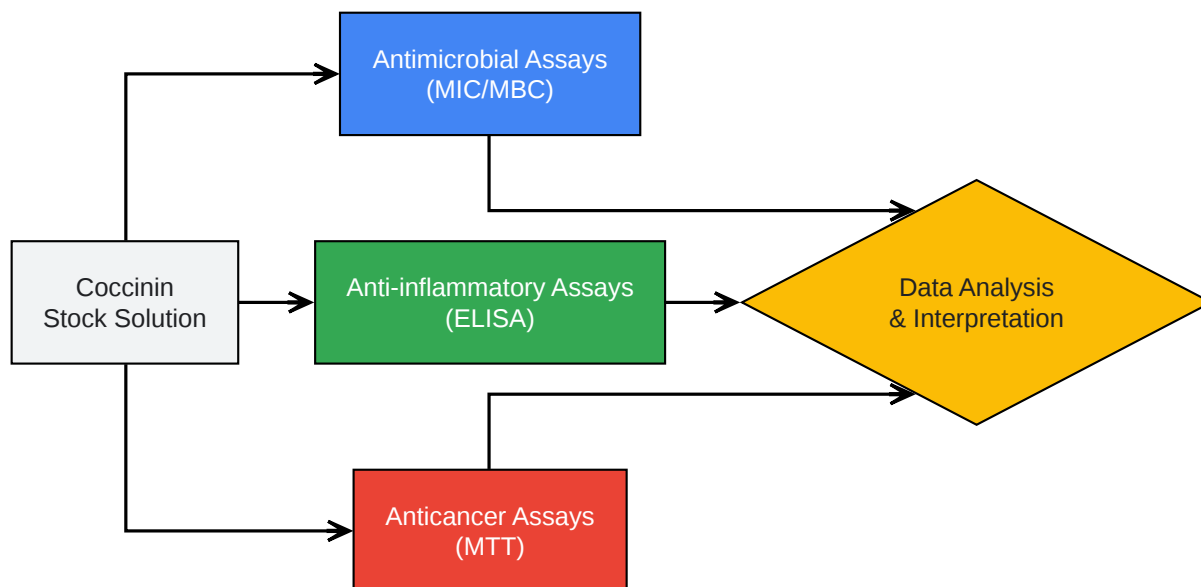 Antimicrobial Assays
(MIC/MBC)
Coccinin
Stock Solution
Anti-inflammatory Assays
(ELISA)
Data Analysis
& Interpretation
Anticancer Assays
(MTT)